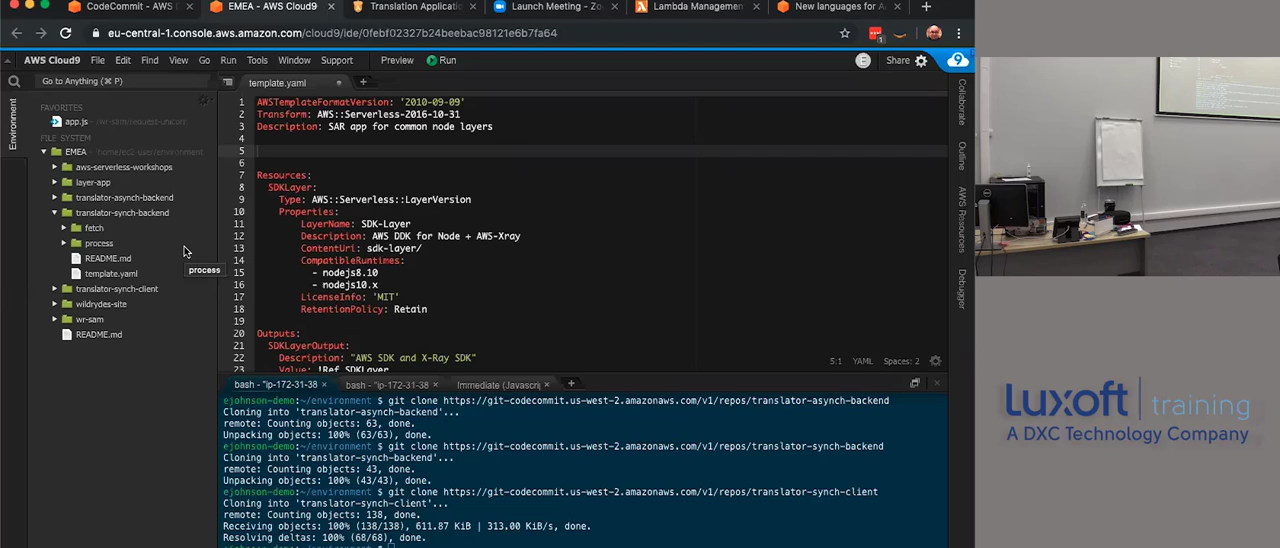 CodeCommit - AWS D
EMEA - AWS Cloud9
Translation Applicatio
Launch Meeting - Zoo
Lambda Managemen
New languages for A
eu-central-1.console.aws.amazon.com/cloud9/ide/0febf02327b24beebac98131e6b7fa64
AWS Cloud9 File Edit Find View Go Run Tools Window Support Preview Run Share
Go to Anything (⌘ P)
template.yaml
FAVORITES
app.js
FILE SYSTEM
EMEA /home/ec2-user/environment
aws-serverless-workshops
layer-app
translator-asynch-backend
translator-synch-backend
fetch
process
README.md
template.yaml
translator-synch-client
wildrydes-site
wr-sam
README.md
process
Environment
1 AWSTemplateFormatVersion: '2010-09-09'
2 Transform: AWS::Serverless-2016-10-31
3 Description: SAR app for common node layers
4
5
6
7 Resources:
8 SDKLayer:
9 Type: AWS::Serverless::LayerVersion
10 Properties:
11 LayerName: SDK-Layer
12 Description: AWS DDK for Node + AWS-Xray
13 ContentUri: sdk-layer/
14 CompatibleRuntimes:
15 - nodejs8.10
16 - nodejs10.x
17 LicenseInfo: 'MIT'
18 RetentionPolicy: Retain
19
20 Outputs:
21 SDKLayerOutput:
22 Description: "AWS SDK and X-Ray SDK"
23 Value: !Ref SDKLayer
5:1 YAML Spaces: 2
Collaborate
Outline
AWS Resources
Debugger
bash - "ip-172-31-38
bash - "ip-172-31-38
Immediate (Javascrip
ejohnson-demo:~/environment $ git clone https://git-codecommit.us-west-2.amazonaws.com/v1/repos/translator-asynch-backend
Cloning into 'translator-asynch-backend'...
remote: Counting objects: 63, done.
Unpacking objects: 100% (63/63), done.
ejohnson-demo:~/environment $ git clone https://git-codecommit.us-west-2.amazonaws.com/v1/repos/translator-synch-backend
Cloning into 'translator-synch-backend'...
remote: Counting objects: 43, done.
Unpacking objects: 100% (43/43), done.
ejohnson-demo:~/environment $ git clone https://git-codecommit.us-west-2.amazonaws.com/v1/repos/translator-synch-client
Cloning into 'translator-synch-client'...
remote: Counting objects: 138, done.
Receiving objects: 100% (138/138), 611.87 KiB | 313.00 KiB/s, done.
Resolving deltas: 100% (68/68), done.
ejohnson-demo:~/environment $
luxoft training
A DXC Technology Company